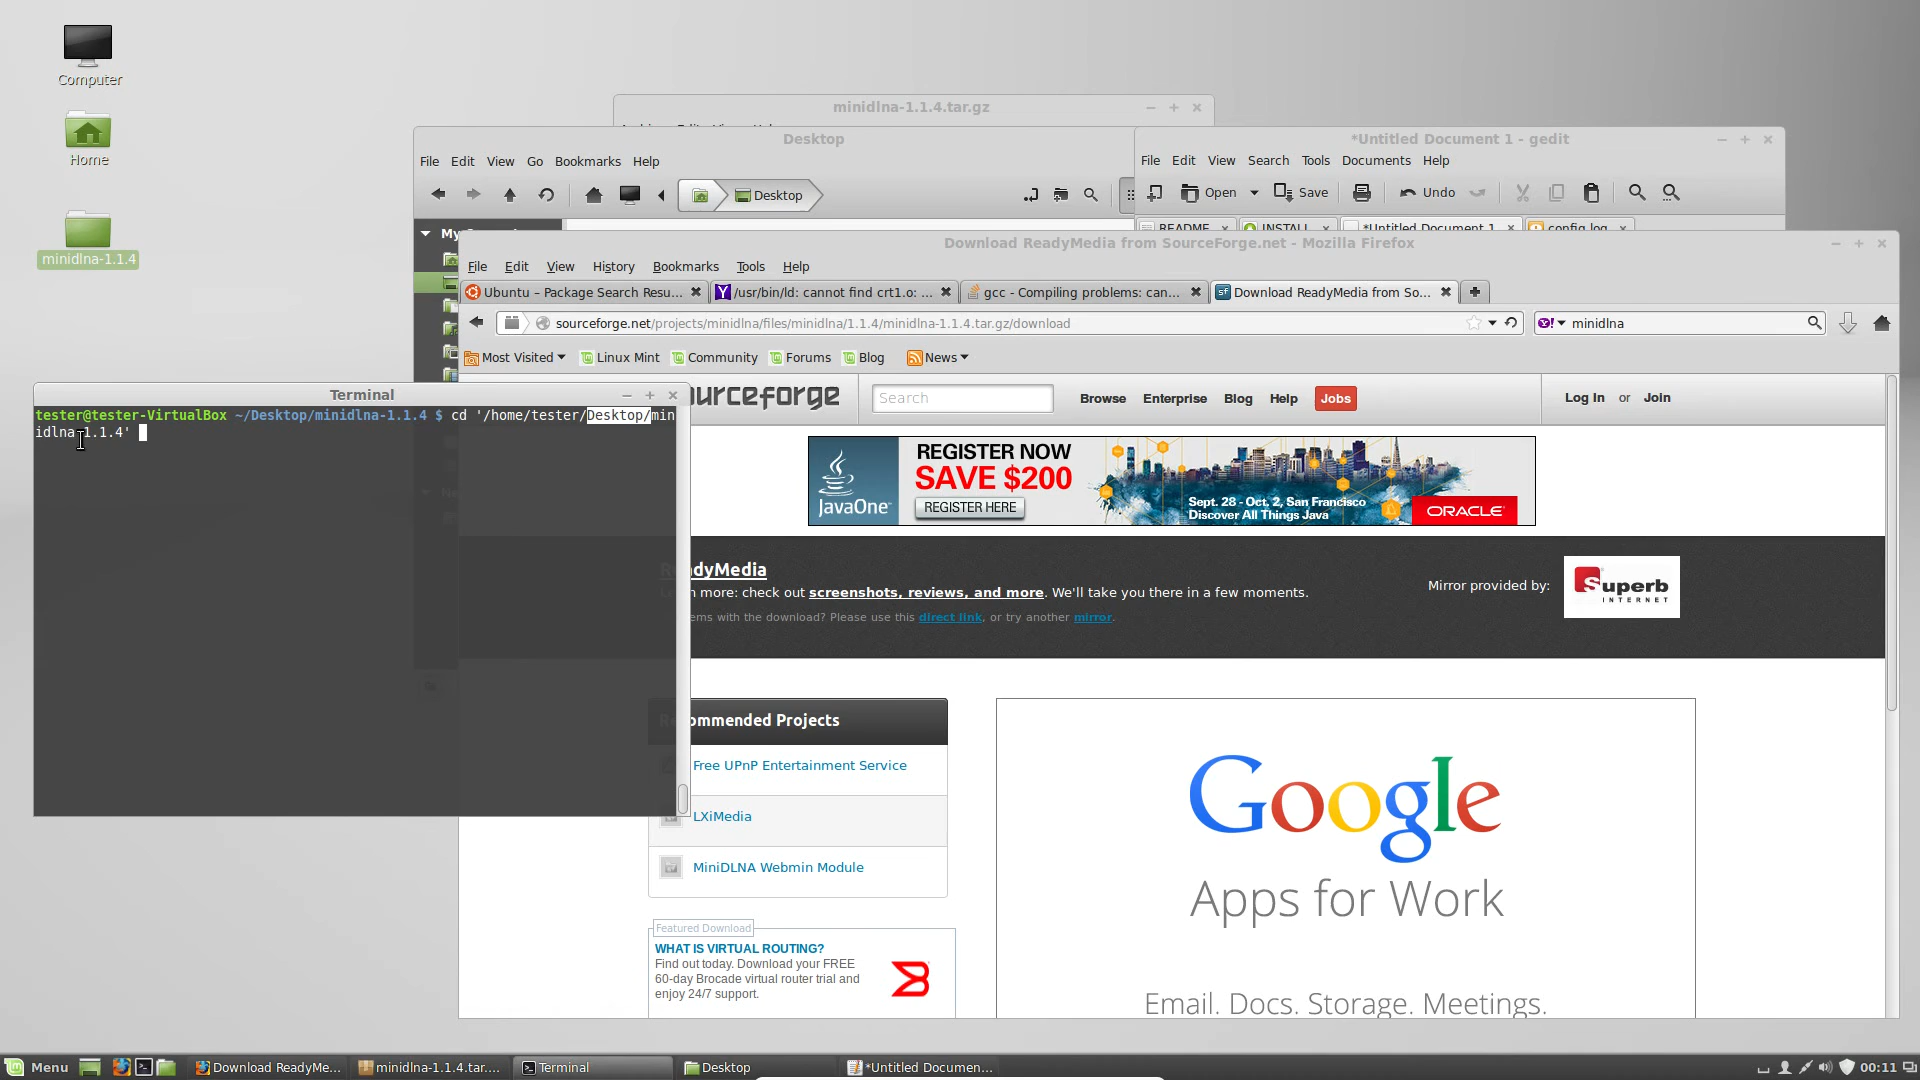 Computer
Home
minidlna-1.1.4
minidlna-1.1.4.tar.gz
Desktop
File Edit View Go Bookmarks Help
Desktop
*Untitled Document 1 - gedit
File Edit View Search Tools Documents Help
Open Save Undo
README INSTALL *Untitled Document 1 config.log
Download ReadyMedia from SourceForge.net - Mozilla Firefox
File Edit View History Bookmarks Tools Help
Ubuntu – Package Search Resu... /usr/bin/ld: cannot find crt1.o: ... gcc - Compiling problems: can... Download ReadyMedia from So...
sourceforge.net/projects/minidlna/files/minidlna/1.1.4/minidlna-1.1.4.tar.gz/download
minidlna
Most Visited Linux Mint Community Forums Blog News
Terminal
tester@tester-VirtualBox ~/Desktop/minidlna-1.1.4 $ cd '/home/tester/Desktop/min
idlna-1.1.4'
ourceforge
Search
Browse Enterprise Blog Help Jobs
Log In or Join
JavaOne
REGISTER NOW
SAVE $200
REGISTER HERE
Sept. 28 - Oct. 2, San Francisco
Discover All Things Java
ORACLE
dyMedia
more: check out screenshots, reviews, and more. We'll take you there in a few moments.
ems with the download? Please use this direct link, or try another mirror.
Mirror provided by:
Superb
INTERNET
ommended Projects
Free UPnP Entertainment Service
LXiMedia
MiniDLNA Webmin Module
Featured Download
WHAT IS VIRTUAL ROUTING?
Find out today. Download your FREE
60-day Brocade virtual router trial and
enjoy 24/7 support.
Google
Apps for Work
Email. Docs. Storage. Meetings.
Menu Download ReadyMe... minidlna-1.1.4.tar.... Terminal Desktop *Untitled Documen... 00:11